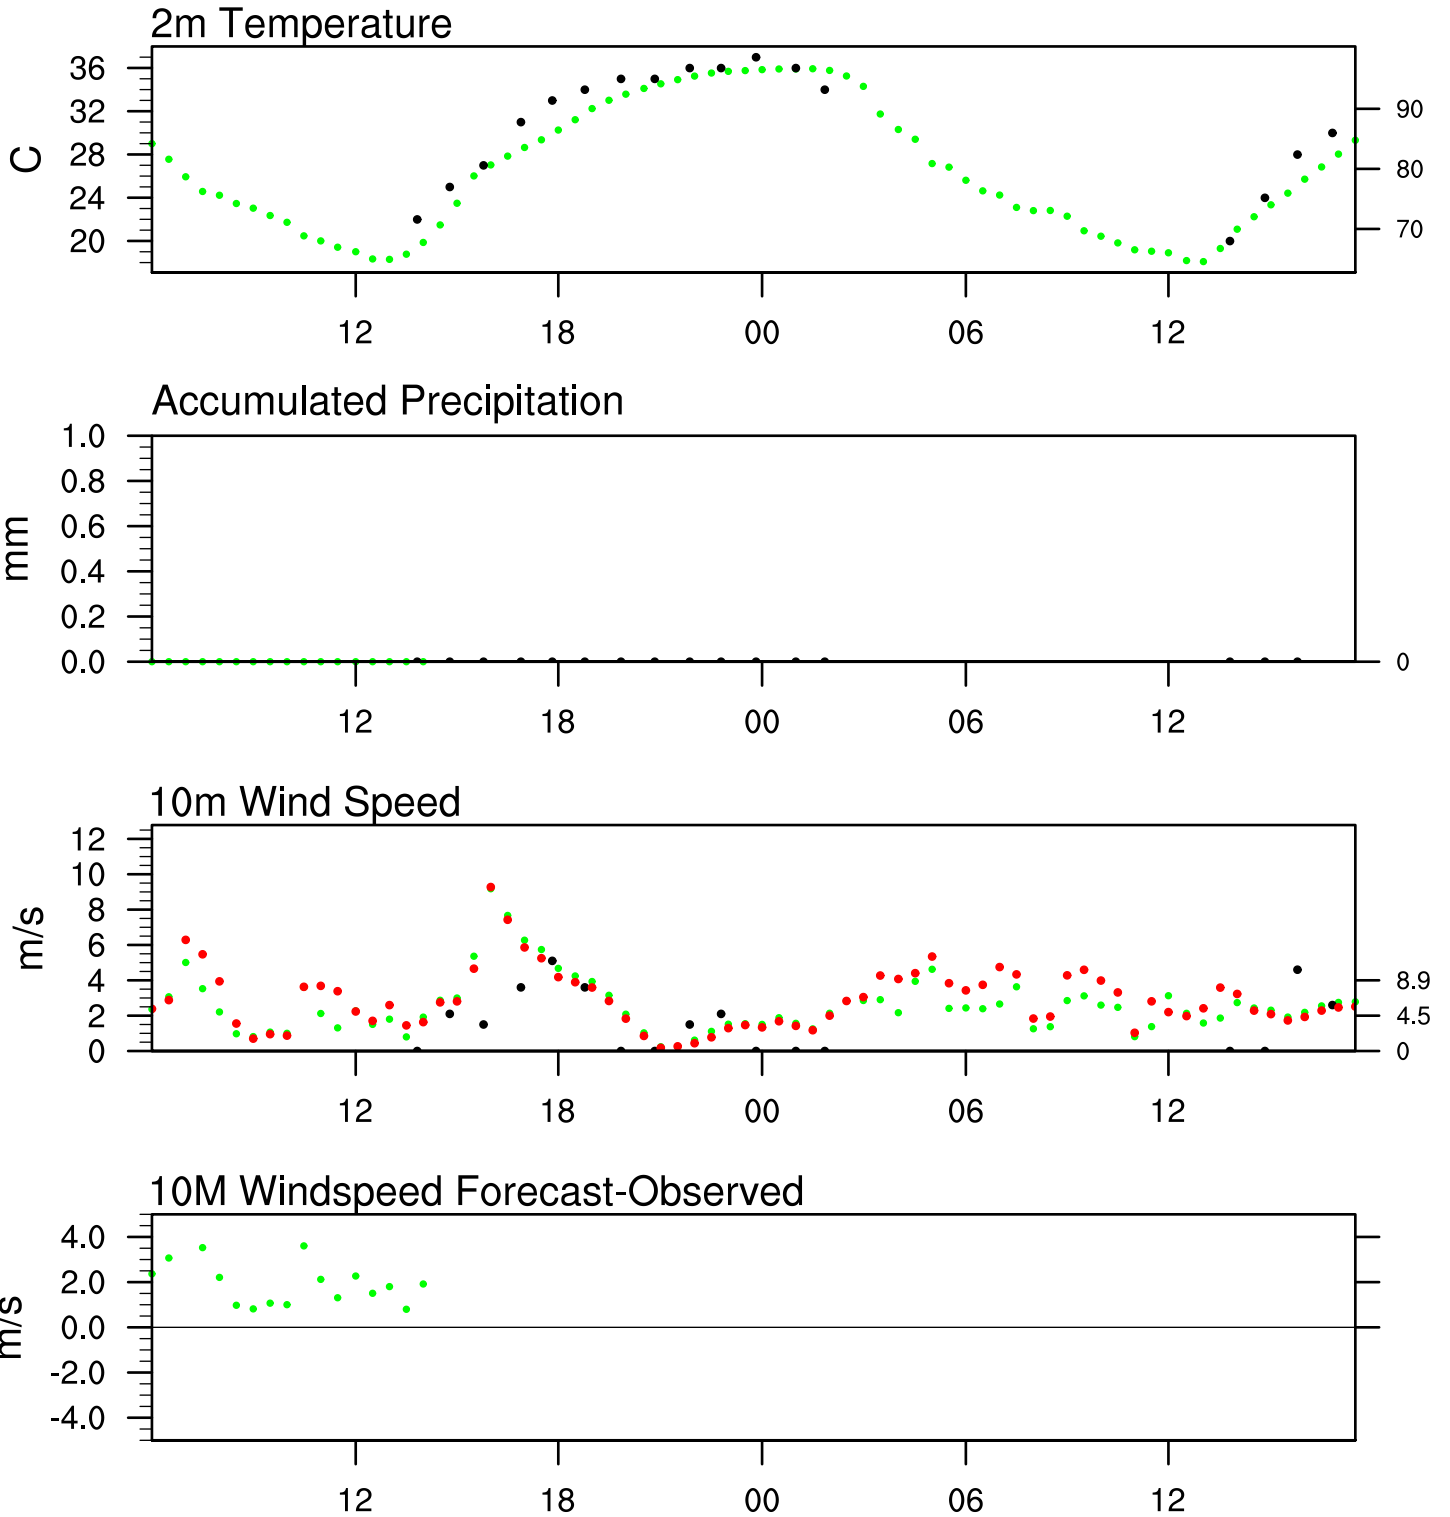 2m Temperature
36
32
28
24
20
C
90
80
70
12 18 00 06 12
Accumulated Precipitation
1.0
0.8
0.6
0.4
0.2
0.0
mm
0
12 18 00 06 12
10m Wind Speed
12
10
8
6
4
2
0
m/s
8.9
4.5
0
12 18 00 06 12
10M Windspeed Forecast-Observed
4.0
2.0
0.0
-2.0
-4.0
m/s
12 18 00 06 12